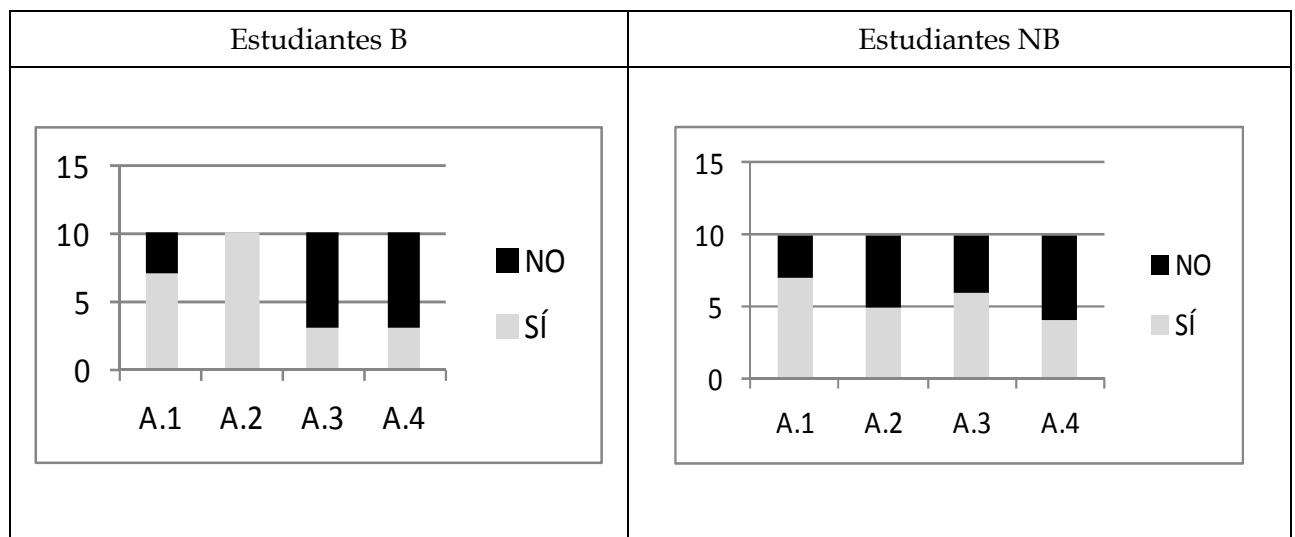 Estudiantes B
Estudiantes NB
15
10
5
0
A.1 A.2 A.3 A.4
NO
SÍ
15
10
5
0
A.1 A.2 A.3 A.4
NO
SÍ